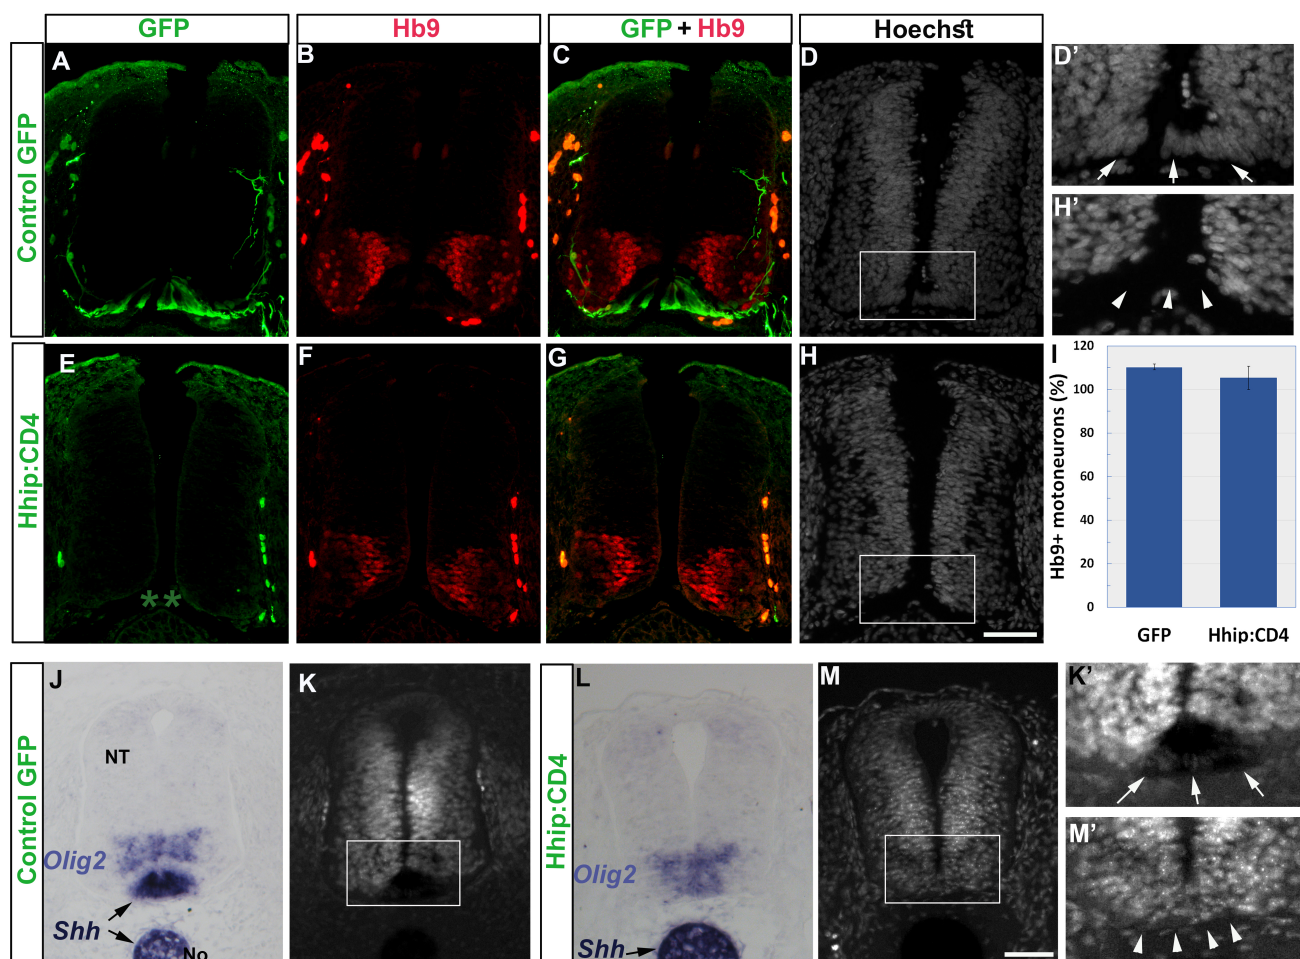 GFP
Hb9
GFP + Hb9
Hoechst
Control GFP
A
B
C
D
D'
H'
Hhip:CD4
E
**
F
G
H
I
Hb9+ motoneurons (%)
120
100
80
60
40
20
0
GFP
Hhip:CD4
Control GFP
J
NT
Olig2
Shh
No
K
Hhip:CD4
L
Olig2
Shh
M
K'
M'